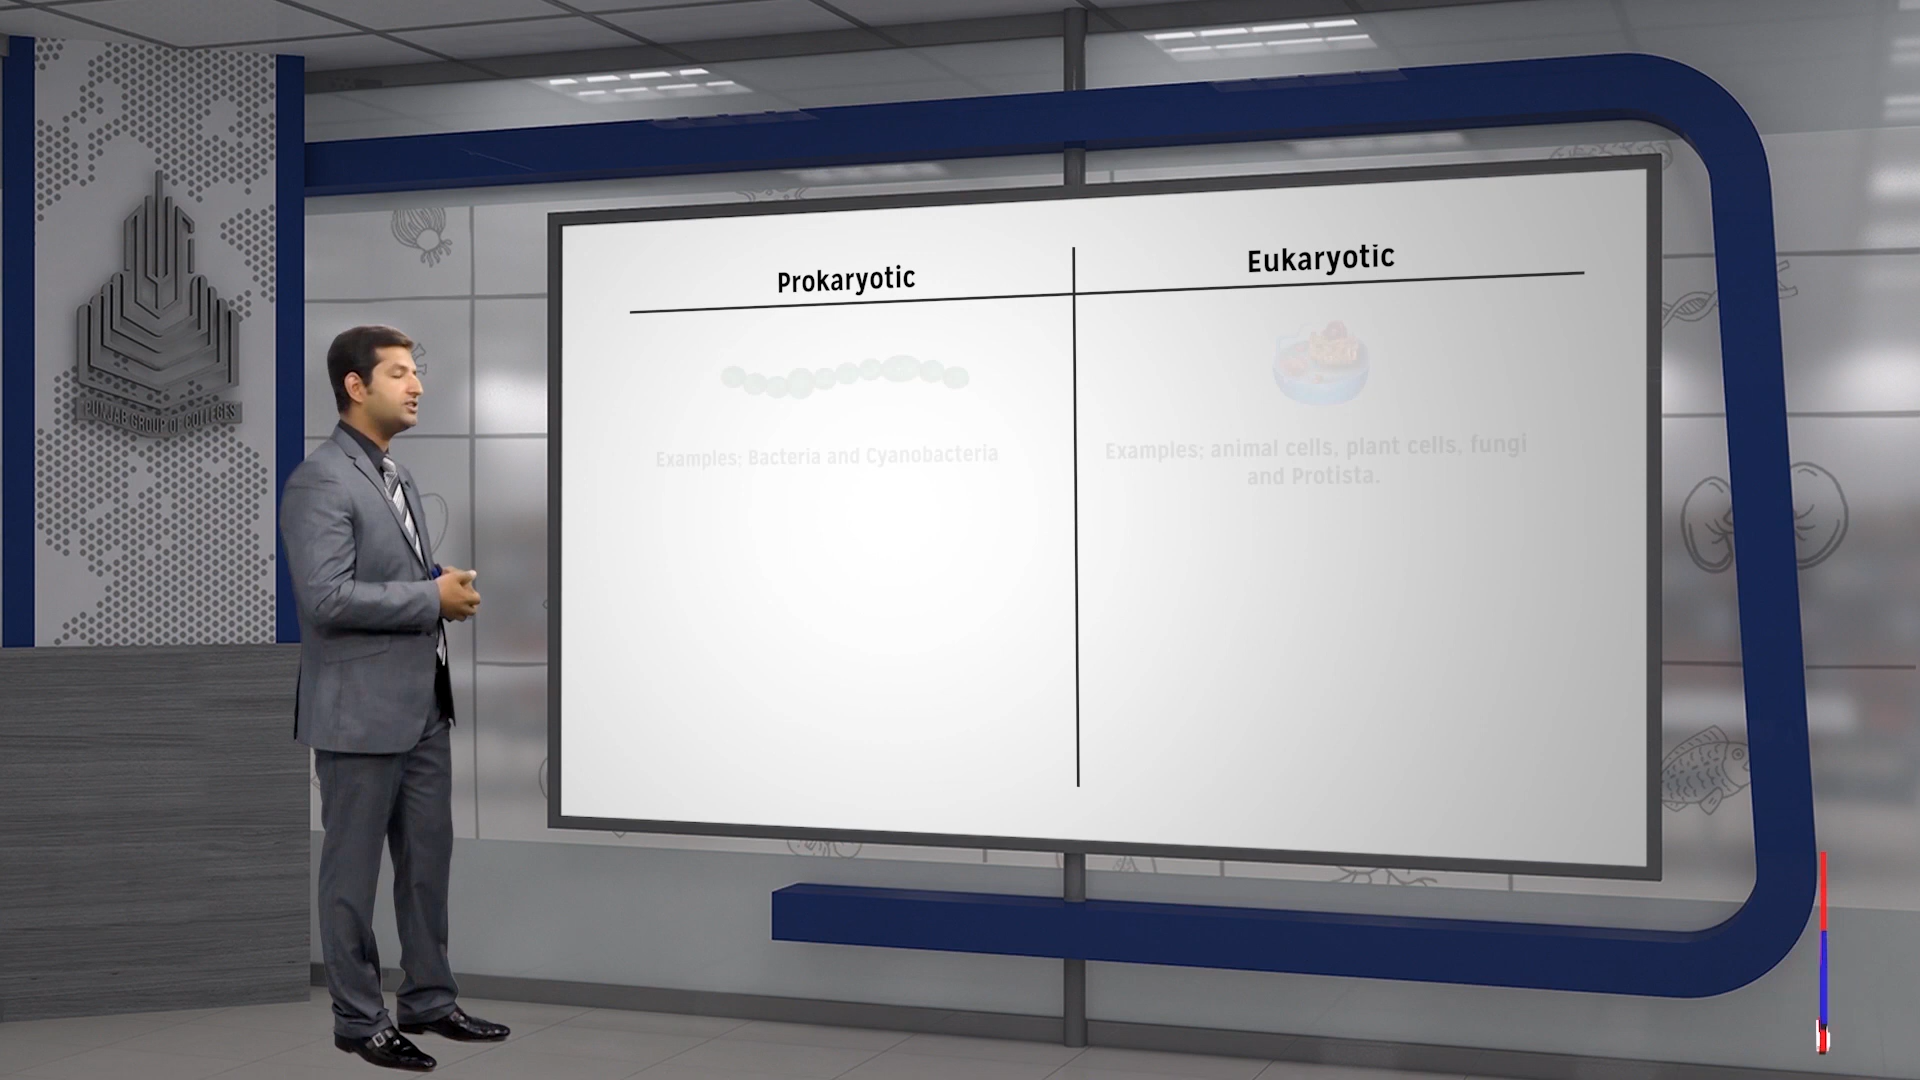 PUNJAB GROUP OF COLLEGES
Prokaryotic
Eukaryotic
Examples; Bacteria and Cyanobacteria
Examples; animal cells, plant cells, fungi
and Protista.